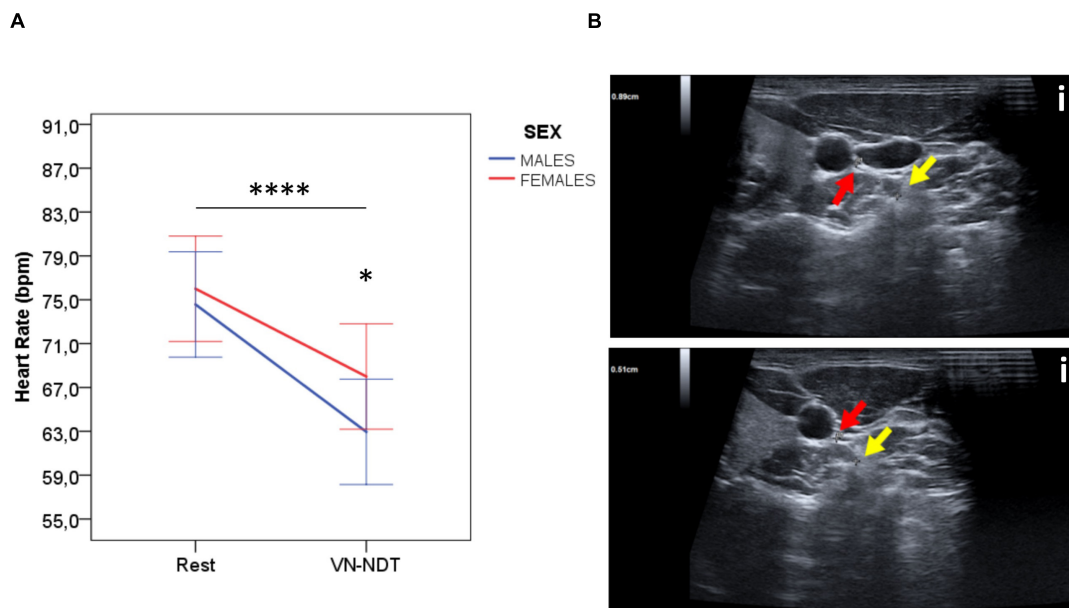 A
B
SEX
MALES
FEMALES
91,0
87,0
83,0
79,0
75,0
71,0
67,0
63,0
59,0
55,0
Heart Rate (bpm)
****
*
Rest
VN-NDT
0.89cm
i
0.51cm
i